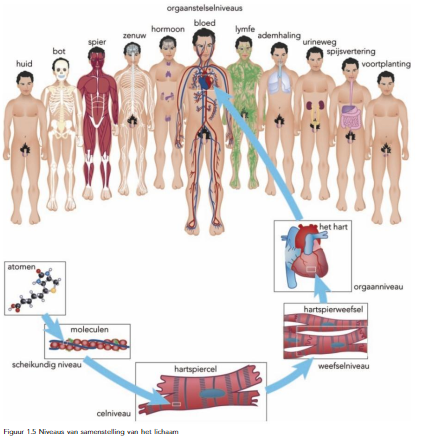 orgaanstelselniveaus
huid
bot
spier
zenuw
hormoon
bloed
lymfe
ademhaling
urineweg
spijsvertering
voortplanting
het hart
orgaanniveau
atomen
moleculen
scheikundig niveau
hartspiercel
celniveau
hartspierweefsel
weefselniveau
Figuur 1.5 Niveaus van samenstelling van het lichaam